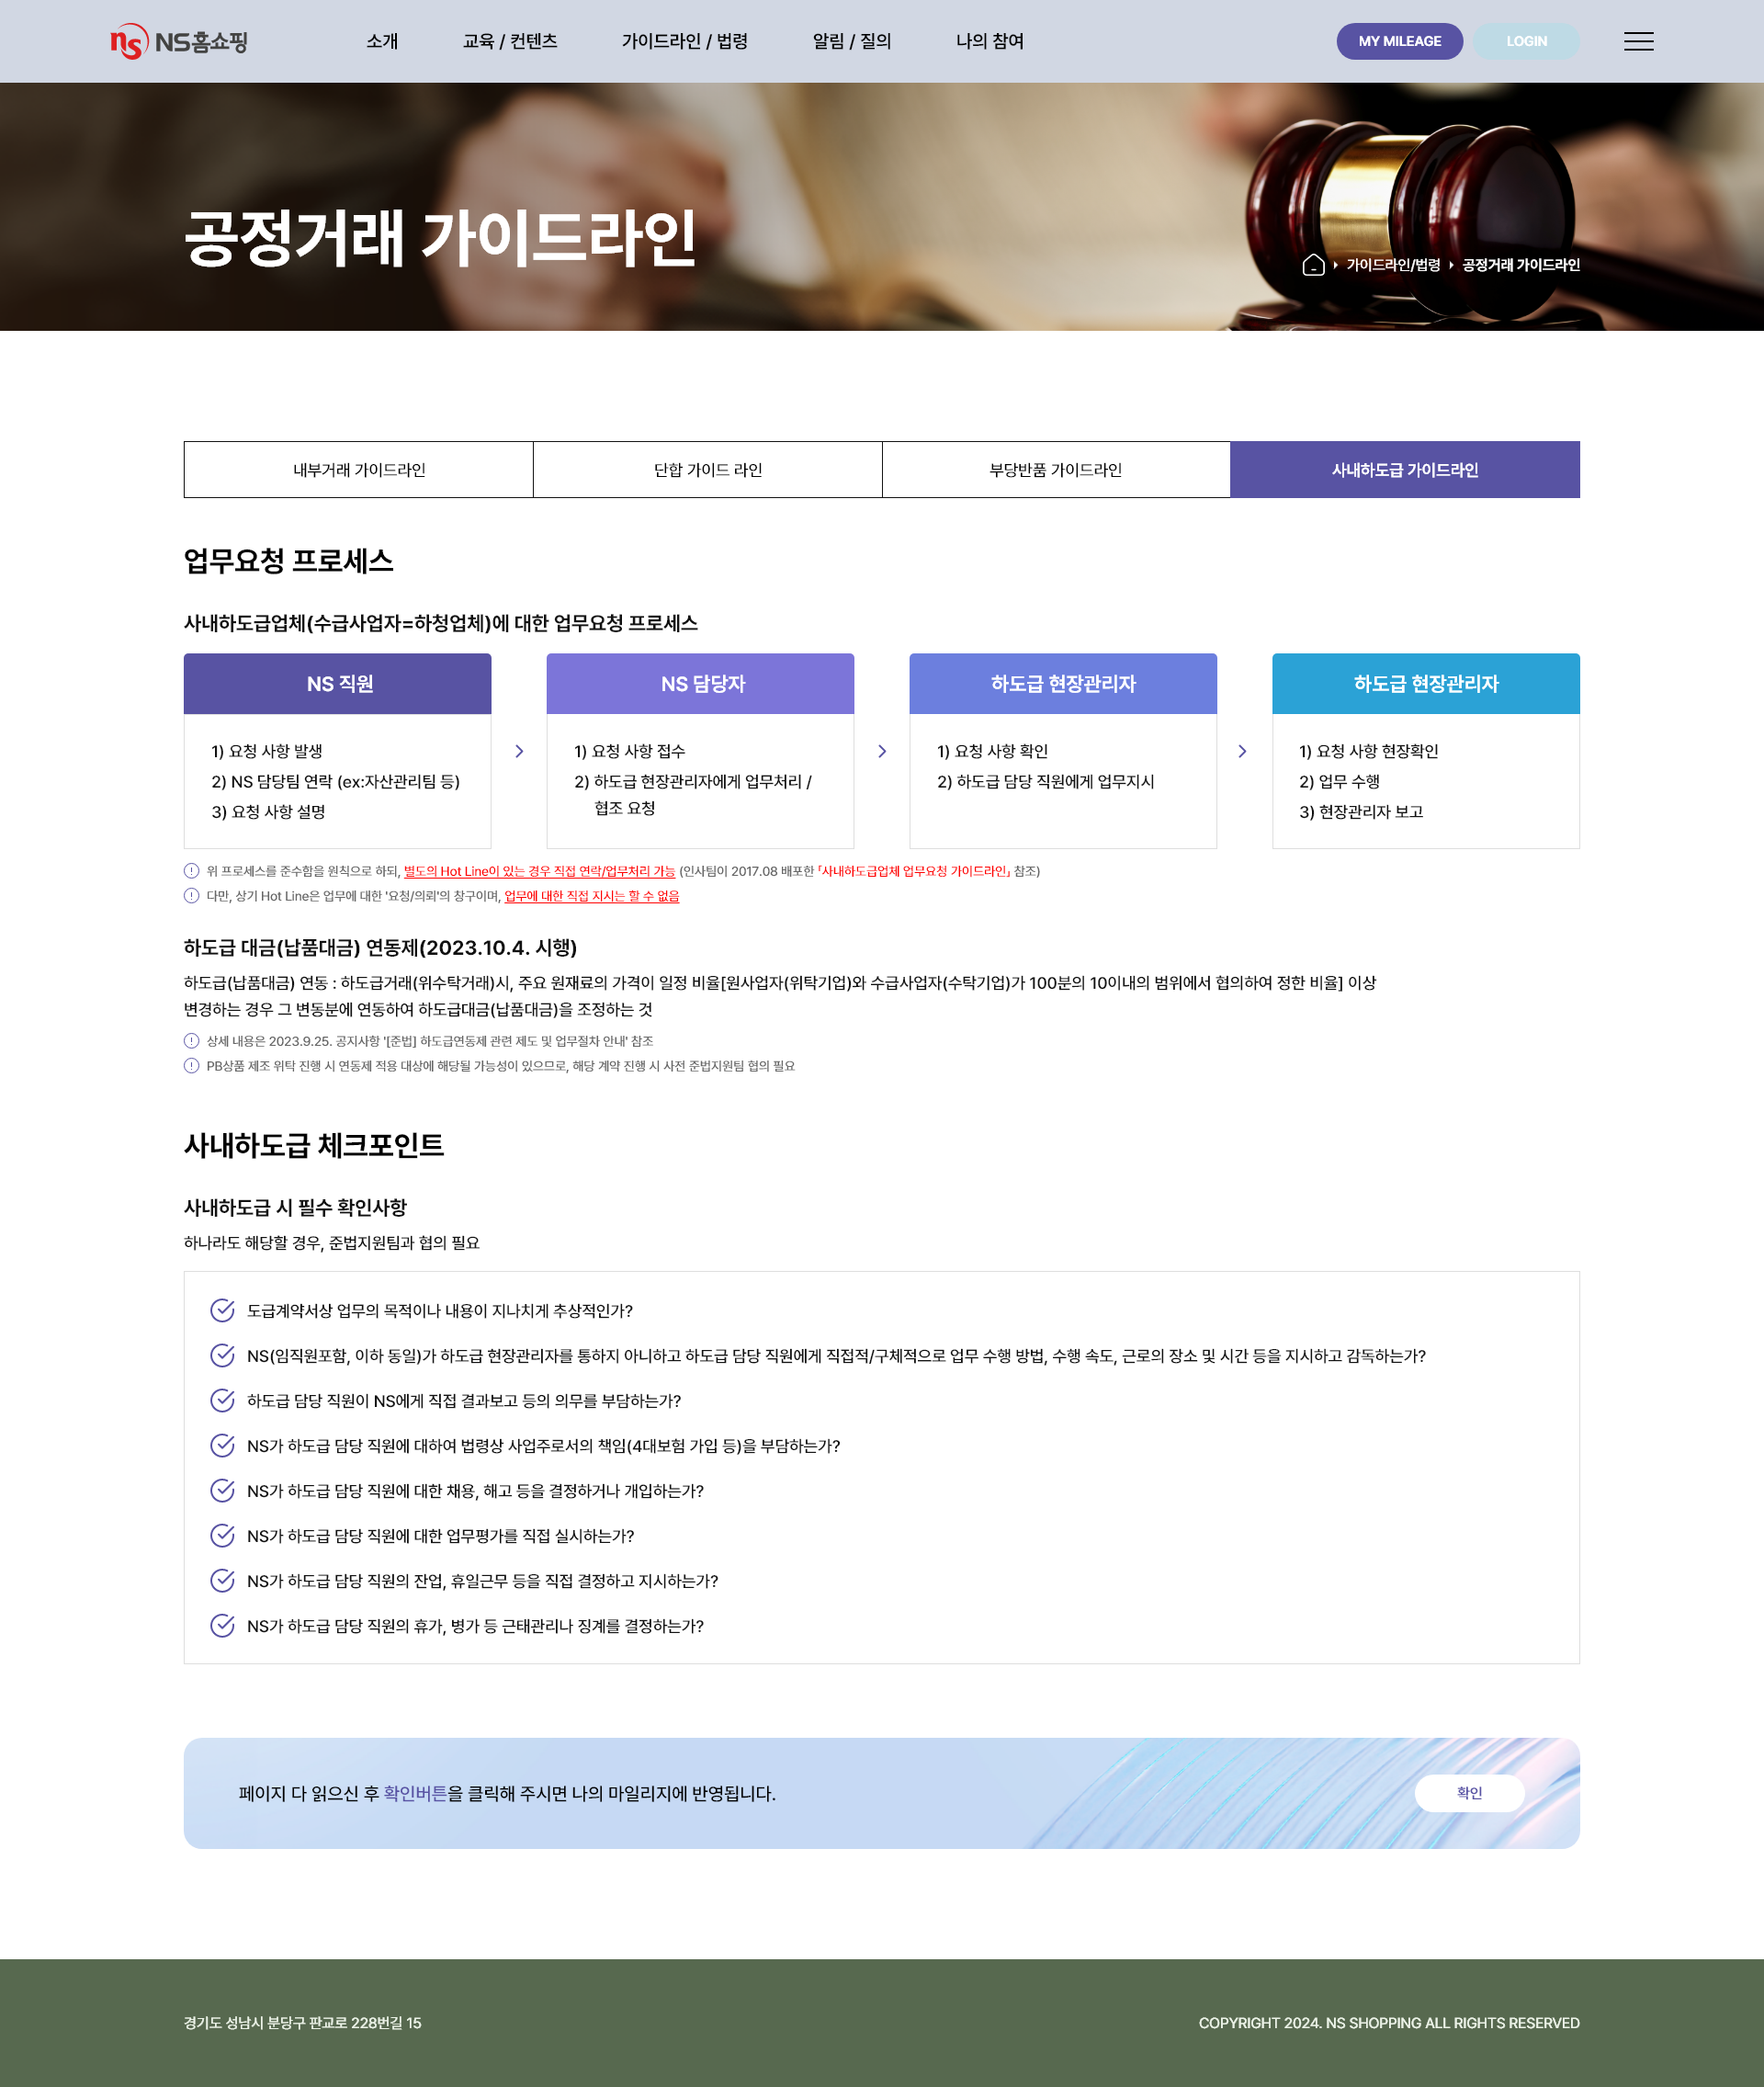 ns NS홈쇼핑
소개 교육 / 컨텐츠 가이드라인 / 법령 알림 / 질의 나의 참여 MY MILEAGE LOGIN
공정거래 가이드라인
가이드라인/법령 공정거래 가이드라인
내부거래 가이드라인 단합 가이드 라인 부당반품 가이드라인 사내하도급 가이드라인
업무요청 프로세스
사내하도급업체(수급사업자=하청업체)에 대한 업무요청 프로세스
NS 직원
1) 요청 사항 발생
2) NS 담당팀 연락 (ex:자산관리팀 등)
3) 요청 사항 설명
NS 담당자
1) 요청 사항 접수
2) 하도급 현장관리자에게 업무처리 /
협조 요청
하도급 현장관리자
1) 요청 사항 확인
2) 하도급 담당 직원에게 업무지시
하도급 현장관리자
1) 요청 사항 현장확인
2) 업무 수행
3) 현장관리자 보고
위 프로세스를 준수함을 원칙으로 하되, 별도의 Hot Line이 있는 경우 직접 연락/업무처리 가능 (인사팀이 2017.08 배포한 「사내하도급업체 업무요청 가이드라인」 참조)
다만, 상기 Hot Line은 업무에 대한 '요청/의뢰'의 창구이며, 업무에 대한 직접 지시는 할 수 없음
하도급 대금(납품대금) 연동제(2023.10.4. 시행)
하도급(납품대금) 연동 : 하도급거래(위수탁거래)시, 주요 원재료의 가격이 일정 비율[원사업자(위탁기업)와 수급사업자(수탁기업)가 100분의 10이내의 범위에서 협의하여 정한 비율] 이상
변경하는 경우 그 변동분에 연동하여 하도급대금(납품대금)을 조정하는 것
상세 내용은 2023.9.25. 공지사항 '[준법] 하도급연동제 관련 제도 및 업무절차 안내' 참조
PB상품 제조 위탁 진행 시 연동제 적용 대상에 해당될 가능성이 있으므로, 해당 계약 진행 시 사전 준법지원팀 협의 필요
사내하도급 체크포인트
사내하도급 시 필수 확인사항
하나라도 해당할 경우, 준법지원팀과 협의 필요
도급계약서상 업무의 목적이나 내용이 지나치게 추상적인가?
NS(임직원포함, 이하 동일)가 하도급 현장관리자를 통하지 아니하고 하도급 담당 직원에게 직접적/구체적으로 업무 수행 방법, 수행 속도, 근로의 장소 및 시간 등을 지시하고 감독하는가?
하도급 담당 직원이 NS에게 직접 결과보고 등의 의무를 부담하는가?
NS가 하도급 담당 직원에 대하여 법령상 사업주로서의 책임(4대보험 가입 등)을 부담하는가?
NS가 하도급 담당 직원에 대한 채용, 해고 등을 결정하거나 개입하는가?
NS가 하도급 담당 직원에 대한 업무평가를 직접 실시하는가?
NS가 하도급 담당 직원의 잔업, 휴일근무 등을 직접 결정하고 지시하는가?
NS가 하도급 담당 직원의 휴가, 병가 등 근태관리나 징계를 결정하는가?
페이지 다 읽으신 후 확인버튼을 클릭해 주시면 나의 마일리지에 반영됩니다. 확인
경기도 성남시 분당구 판교로 228번길 15 COPYRIGHT 2024. NS SHOPPING ALL RIGHTS RESERVED